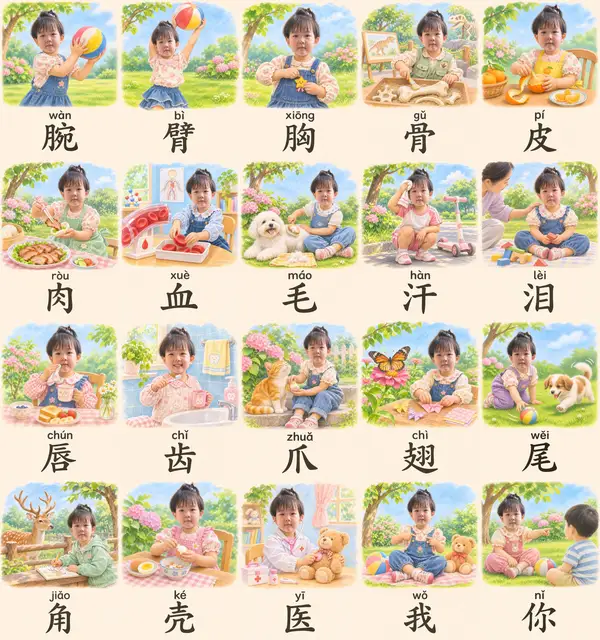 wàn bì xiōng gǔ pí
腕 臂 胸 骨 皮
ròu xuè máo hàn lèi
肉 血 毛 汗 泪
chún chǐ zhuǎ chì wěi
唇 齿 爪 翅 尾
jiǎo ké yī wǒ nǐ
角 壳 医 我 你